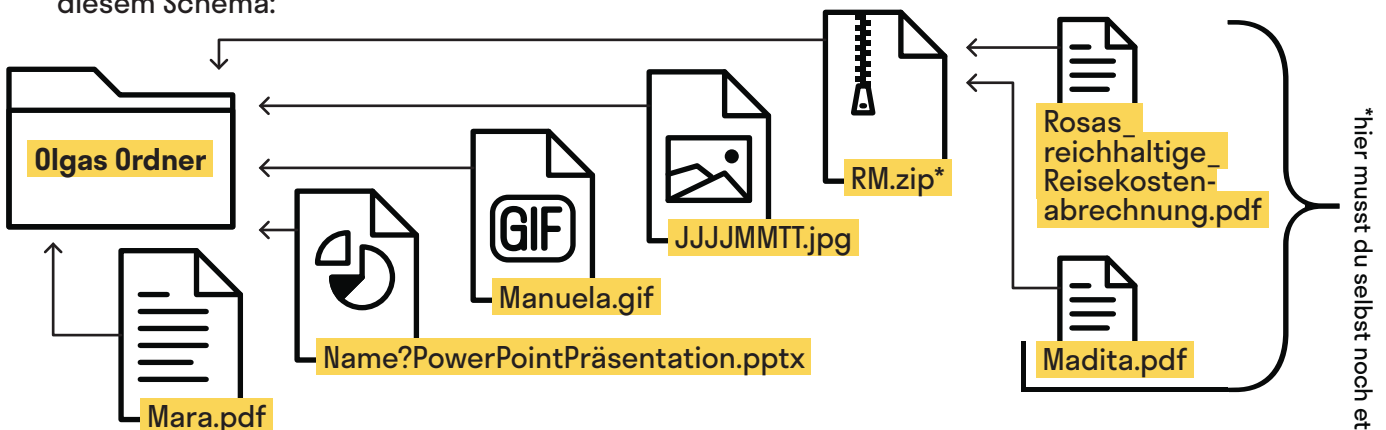 diesem Schema:
Olgas Ordner
Mara.pdf
Name?PowerPointPräsentation.pptx
GIF
Manuela.gif
JJJJMMTT.jpg
RM.zip*
Rosas_
reichhaltige_
Reisekosten-
abrechnung.pdf
Madita.pdf
*hier musst du selbst noch et